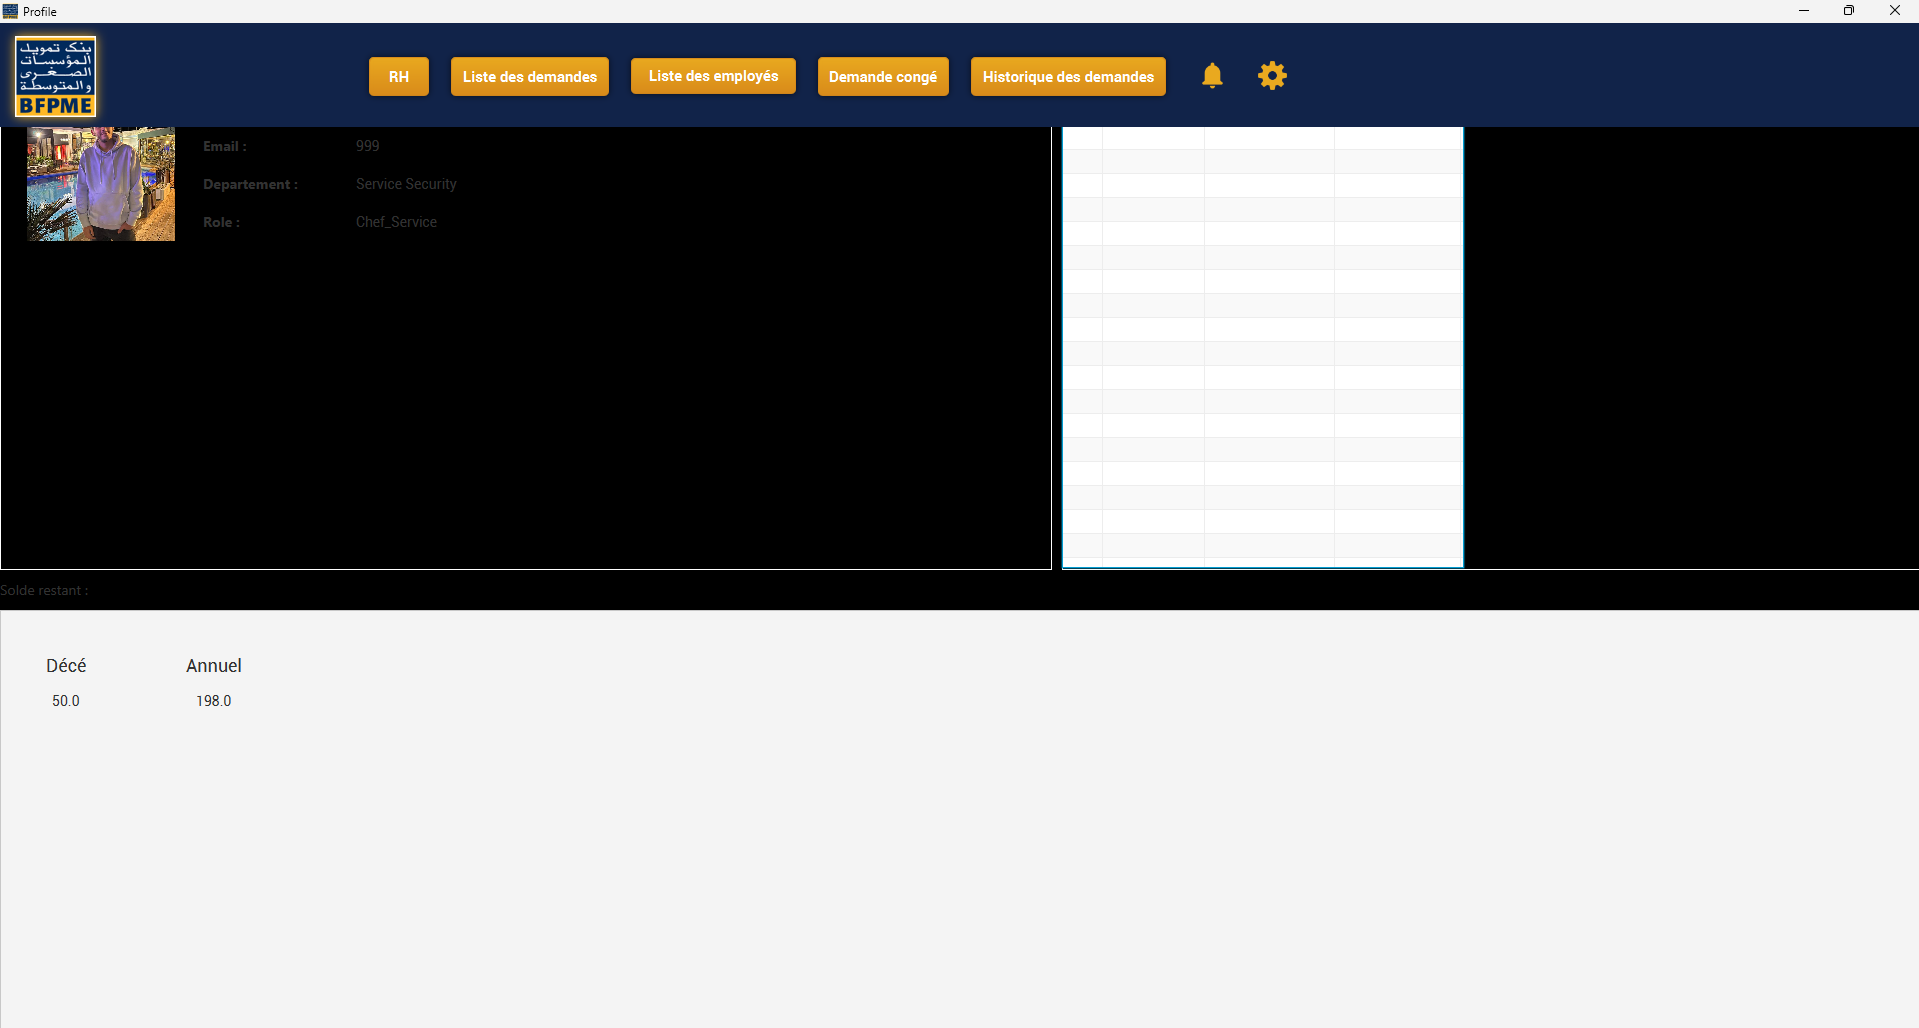 Profile
بنك تمويل
المؤسسات
الصغرى
والمتوسطة
BFPME
RH
Liste des demandes
Liste des employés
Demande congé
Historique des demandes
Email : 999
Departement : Service Security
Role : Chef_Service
Solde restant :
Décé Annuel
50.0 198.0